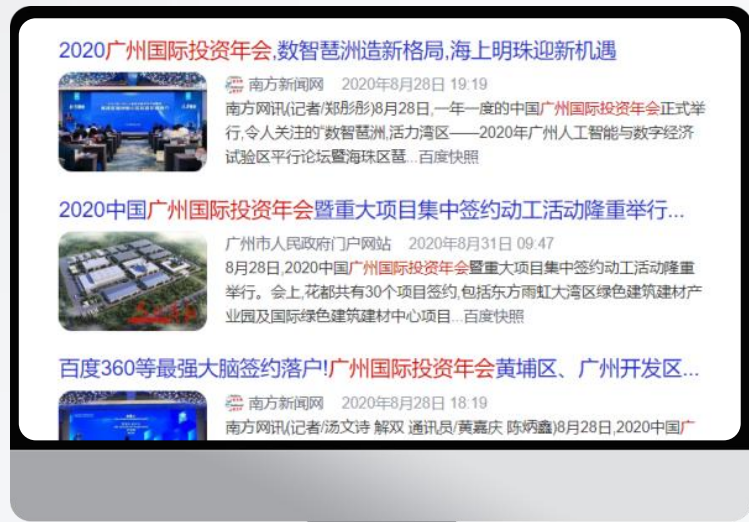 2020广州国际投资年会,数智琶洲造新格局,海上明珠迎新机遇
南方新闻网 2020年8月28日 19:19
南方网讯(记者/郑彤彤)8月28日,一年一度的中国广州国际投资年会正式举
行,令人关注的“数智琶洲,活力湾区——2020年广州人工智能与数字经济
试验区平行论坛暨海珠区琶...百度快照
2020中国广州国际投资年会暨重大项目集中签约动工活动隆重举行...
广州市人民政府门户网站 2020年8月31日 09:47
8月28日,2020中国广州国际投资年会暨重大项目集中签约动工活动隆重
举行。会上,花都共有30个项目签约,包括东方雨虹大湾区绿色建筑建材产
业园及国际绿色建筑建材中心项目...百度快照
百度360等最强大脑签约落户!广州国际投资年会黄埔区、广州开发区...
南方新闻网 2020年8月28日 18:19
南方网讯(记者/汤文诗 解双 通讯员/黄嘉庆 陈炳鑫)8月28日,2020中国广